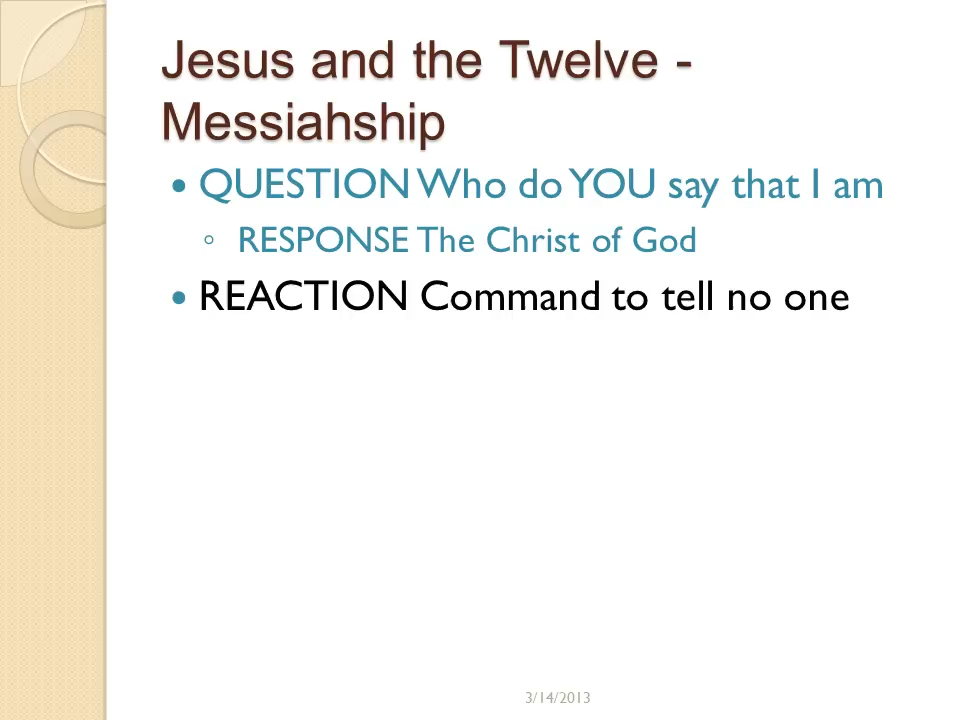 Jesus and the Twelve -
Messiahship
• QUESTION Who do YOU say that I am
◦ RESPONSE The Christ of God
• REACTION Command to tell no one
3/14/2013